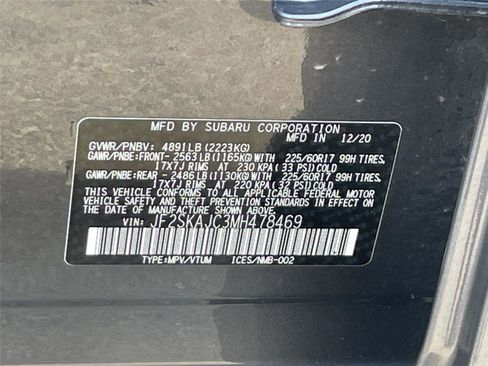 MFD BY SUBARU CORPORATION
MFD IN 12/20
GVWR/PNBV: 4891LB(2223KG)
GAWR/PNBE:FRONT- 2563LB(1165KG)WITH 225/60R17 99H TIRES,
17X7J RIMS AT 230 KPA(33 PSI)COLD
GAWR/PNBE:REAR - 2486LB(1130KG)WITH 225/60R17 99H TIRES,
17X7J RIMS AT 220 KPA(32 PSI)COLD
THIS VEHICLE CONFORMS TO ALL APPLICABLE FEDERAL MOTOR
VEHICLE SAFETY AND BUMPER STANDARDS IN EFFECT ON THE
DATE OF MANUFACTURE SHOWN ABOVE.
VIN: JF2SKAJC3MH478469
TYPE:MPV/VTUM ICES/NMB-002